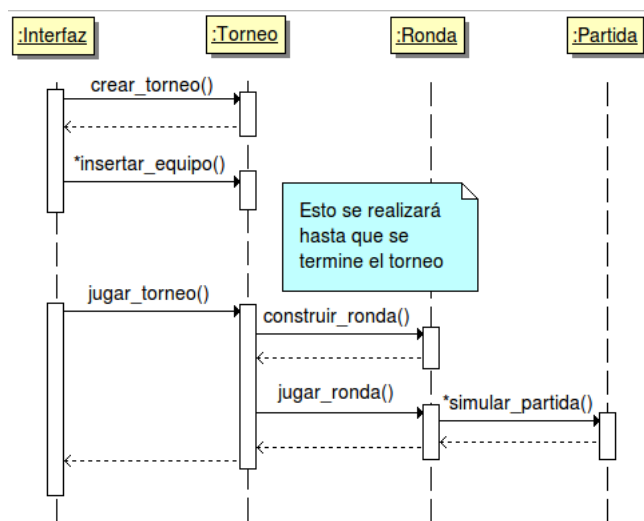 :Interfaz
:Torneo
:Ronda
:Partida
crear_torneo()
*insertar_equipo()
Esto se realizará
hasta que se
termine el torneo
jugar_torneo()
construir_ronda()
jugar_ronda()
*simular_partida()